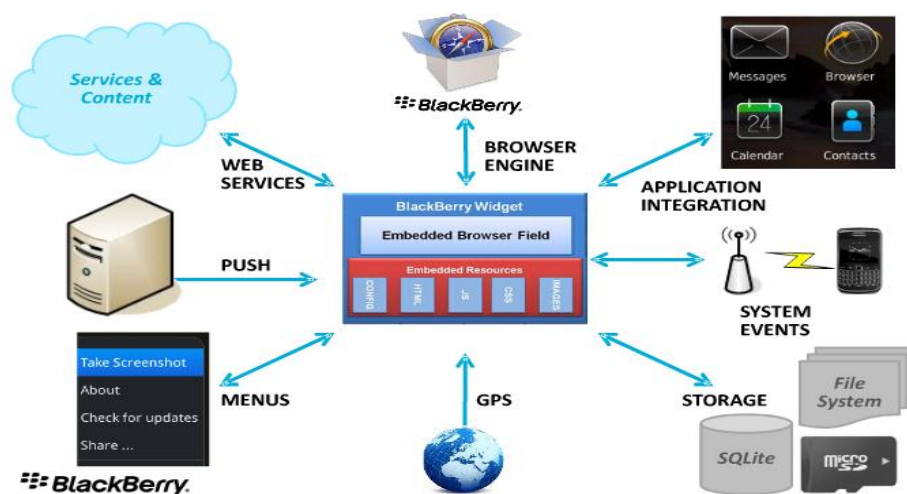 Services &
Content
BlackBerry.
Messages
Browser
24
Calendar
Contacts
WEB
SERVICES
BROWSER
ENGINE
APPLICATION
INTEGRATION
BlackBerry Widget
Embedded Browser Field
Embedded Resources
CONFIG
HTML
JS
CSS
IMAGES
PUSH
SYSTEM
EVENTS
Take Screenshot
About
Check for updates
Share ...
MENUS
GPS
STORAGE
File
System
SQLite
micro
SD
BlackBerry.